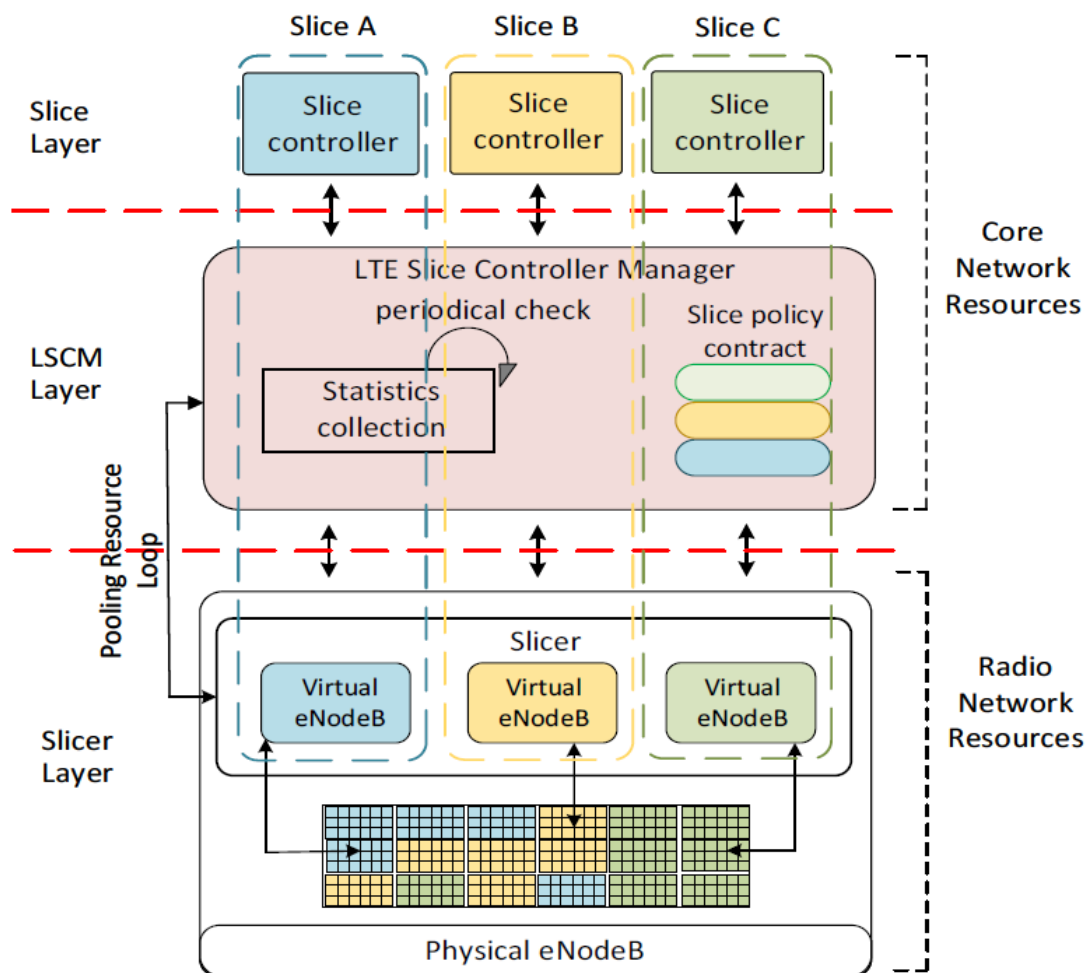 Slice A
Slice B
Slice C
Slice
Layer
Slice
controller
Slice
controller
Slice
controller
Core
Network
Resources
LTE Slice Controller Manager
periodical check
Slice policy
contract
LSCM
Layer
Statistics
collection
Pooling Resource
Loop
Slicer
Virtual
eNodeB
Virtual
eNodeB
Virtual
eNodeB
Radio
Network
Resources
Slicer
Layer
Physical eNodeB